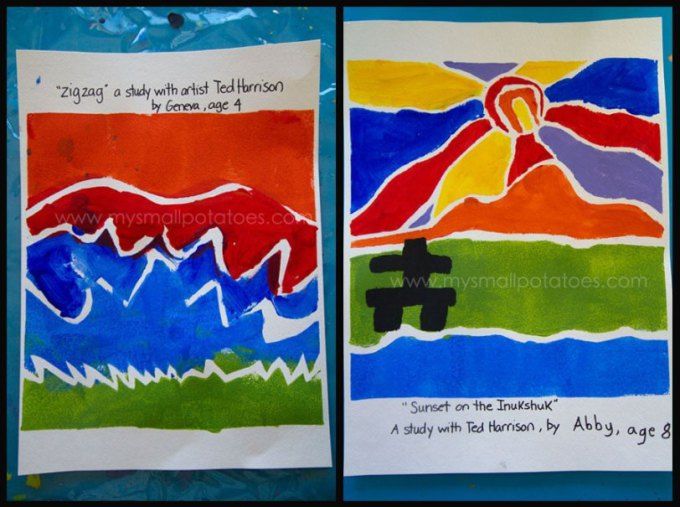 "Zigzag" a study with artist Ted Harrison
by Geneva, age 4
www.mysmallpotatoes.com
www.mysmallpotatoes.com
"Sunset on the Inukshuk"
A study with Ted Harrison, by Abby, age 8